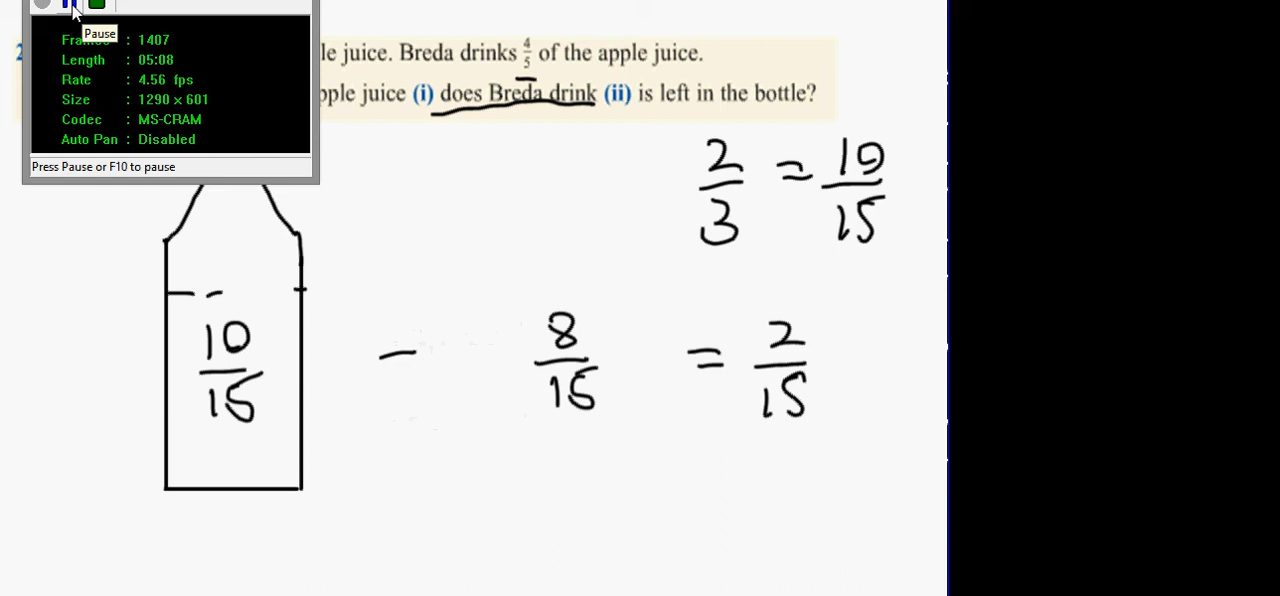 Pause
Frames : 1407
Length : 05:08
Rate : 4.56 fps
Size : 1290 x 601
Codec : MS-CRAM
Auto Pan : Disabled
Press Pause or F10 to pause
2
le juice. Breda drinks 4/5 of the apple juice.
pple juice (i) does Breda drink (ii) is left in the bottle?
2/3 = 10/15
10/15 - 8/15 = 2/15